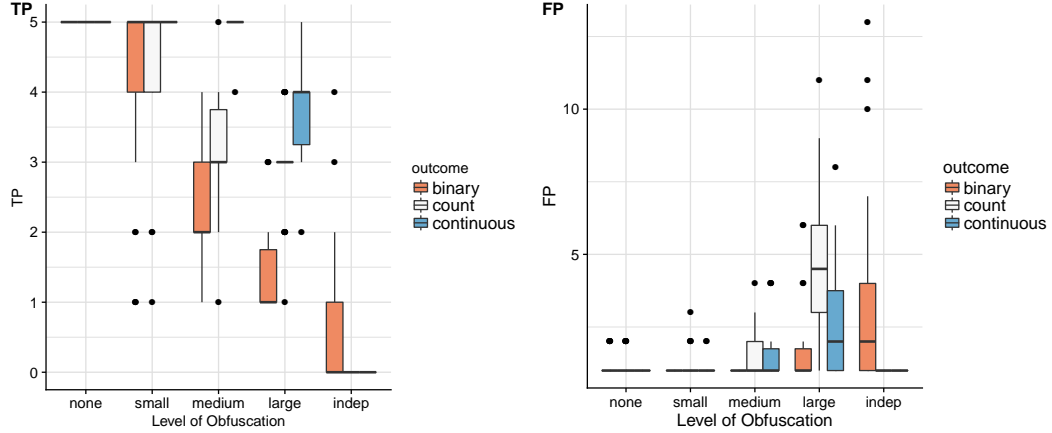 TP
5
4
3
2
1
0
TP
none small medium large indep
Level of Obfuscation
outcome
binary
count
continuous
FP
10
5
FP
none small medium large indep
Level of Obfuscation
outcome
binary
count
continuous